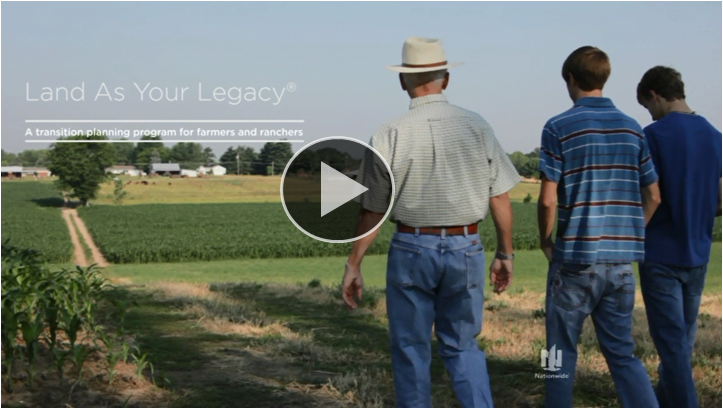 Land As Your Legacy®
A transition planning program for farmers and ranchers
Nationwide®